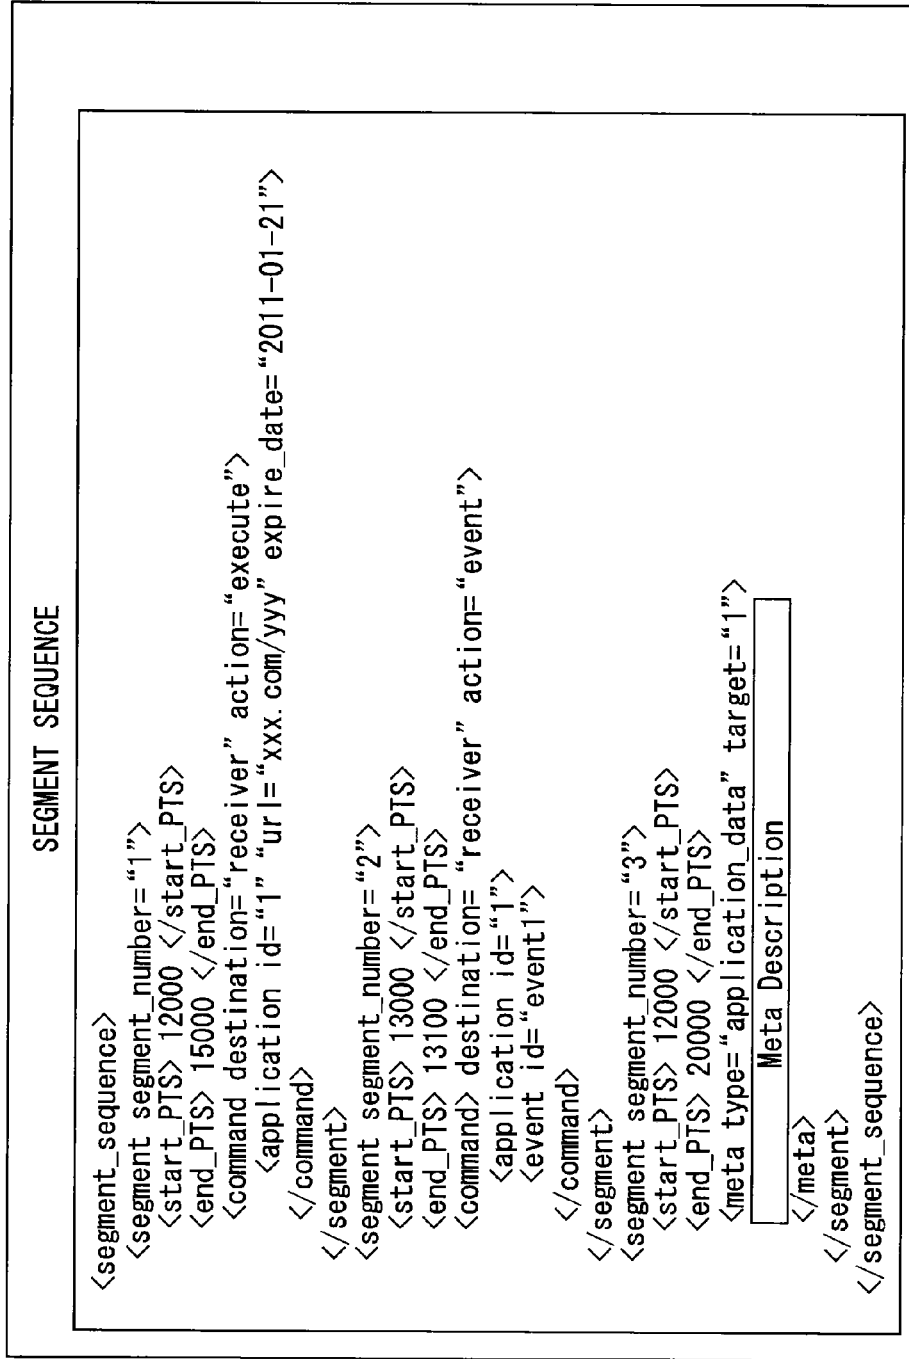 SEGMENT SEQUENCE
<segment_sequence>
<segment segment_number=“1”>
<start_PTS> 12000 </start_PTS>
<end_PTS> 15000 </end_PTS>
<command destination=“receiver” action=“execute”>
<application id=“1” “url=“xxx.com/yyy” expire_date=“2011-01-21”>
</command>
</segment>
<segment segment_number=“2”>
<start_PTS> 13000 </start_PTS>
<end_PTS> 13100 </end_PTS>
<command> destination=“receiver” action=“event”>
<application id=“1”>
<event id=“event1”>
</command>
</segment>
<segment segment_number=“3”>
<start_PTS> 12000 </start_PTS>
<end_PTS> 20000 </end_PTS>
<meta type=“application_data” target=“1”>
Meta Description
</meta>
</segment>
</segment_sequence>